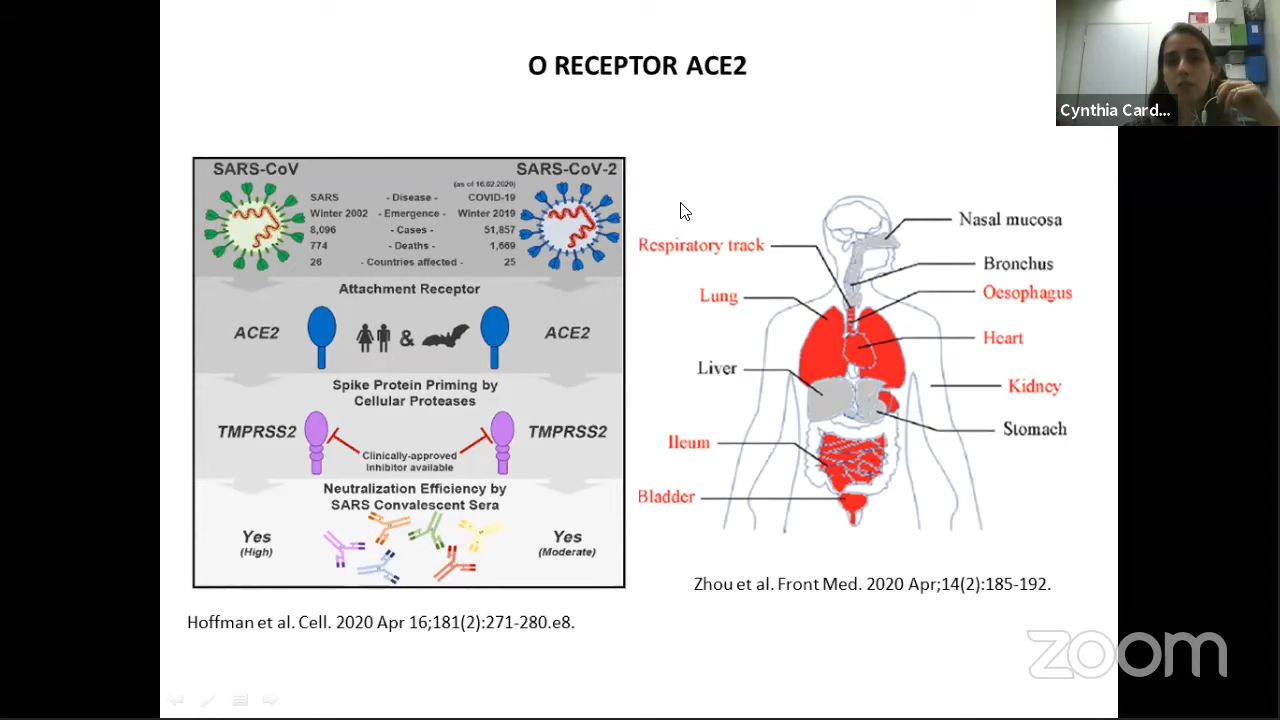 O RECEPTOR ACE2
Cynthia Card...
SARS-CoV
SARS-CoV-2
(as of 16.02.2020)
SARS - Disease - COVID-19
Winter 2002 - Emergence - Winter 2019
8,096 - Cases - 51,857
774 - Deaths - 1,669
26 - Countries affected - 25
Attachment Receptor
ACE2 & ACE2
Spike Protein Priming by
Cellular Proteases
TMPRSS2 TMPRSS2
Clinically-approved
Inhibitor available
Neutralization Efficiency by
SARS Convalescent Sera
Yes Yes
(High) (Moderate)
Hoffman et al. Cell. 2020 Apr 16;181(2):271-280.e8.
Nasal mucosa
Respiratory track
Bronchus
Lung
Oesophagus
Heart
Liver
Kidney
Stomach
Ileum
Bladder
Zhou et al. Front Med. 2020 Apr;14(2):185-192.
zoom